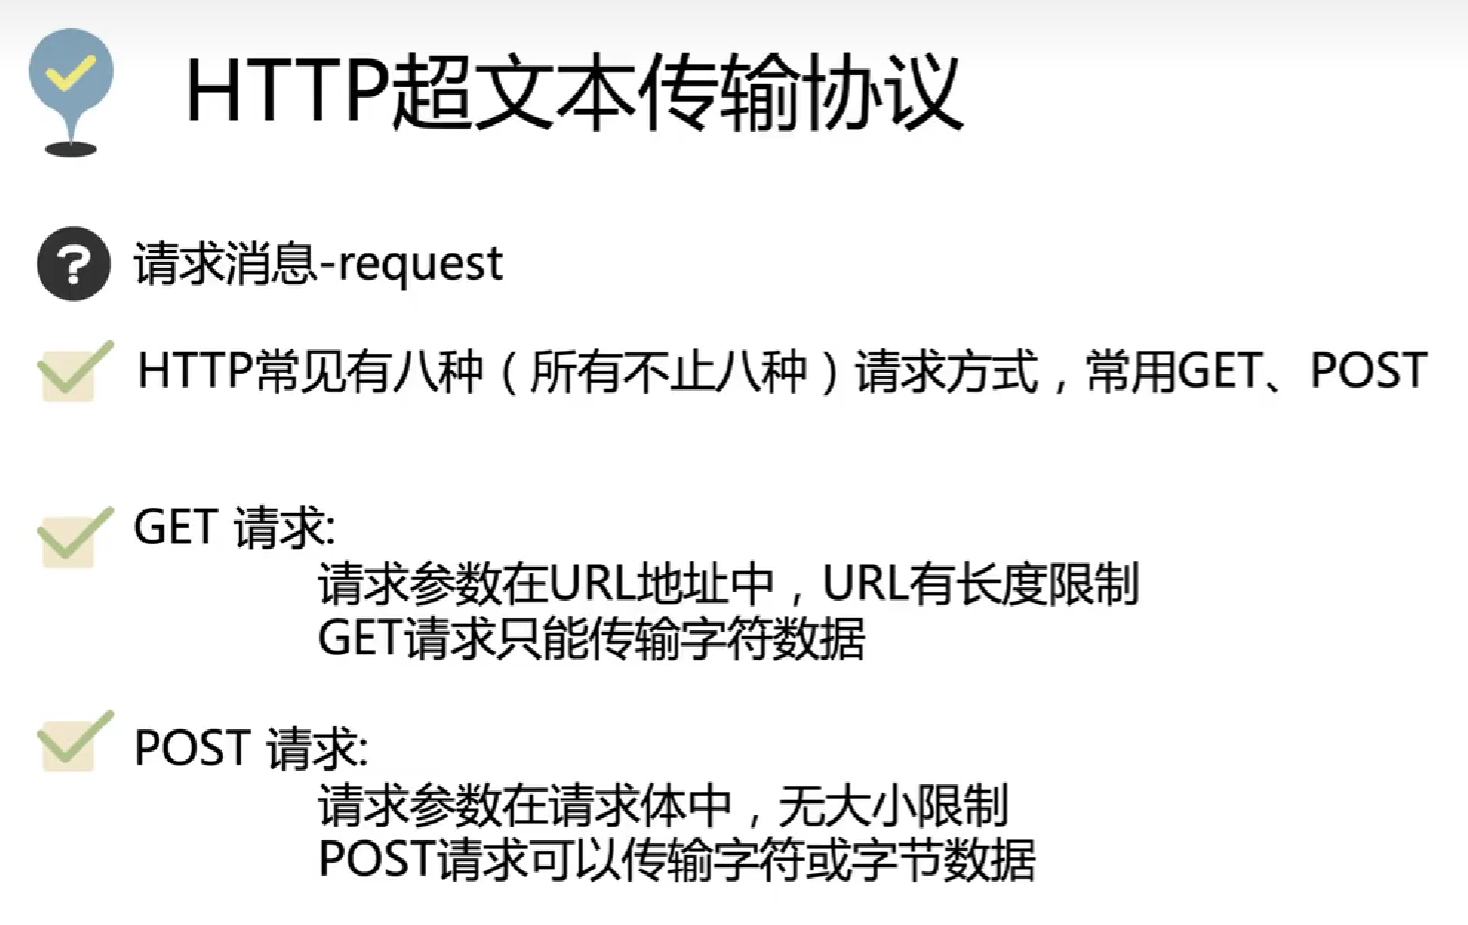 HTTP超文本传输协议
请求消息-request
HTTP常见有八种（所有不止八种）请求方式，常用GET、POST
GET 请求:
请求参数在URL地址中，URL有长度限制
GET请求只能传输字符数据
POST 请求:
请求参数在请求体中，无大小限制
POST请求可以传输字符或字节数据